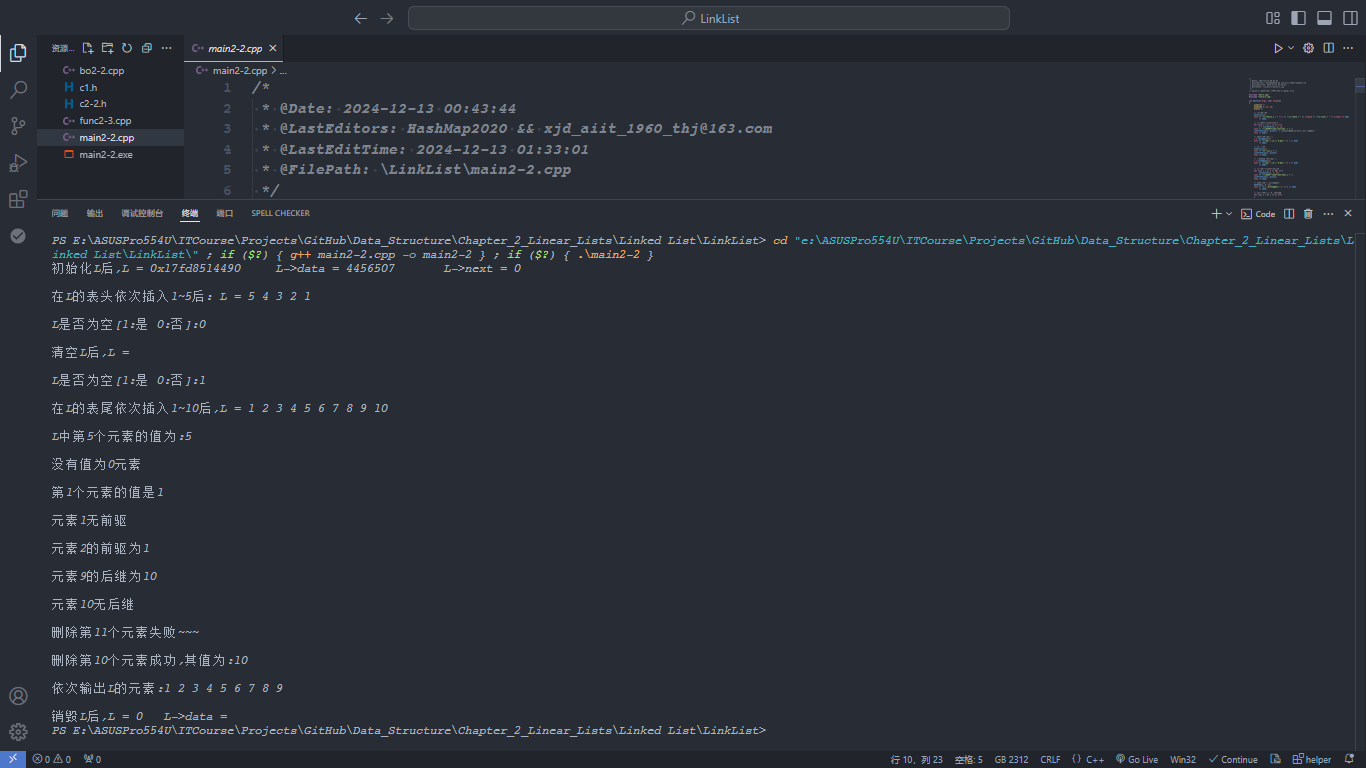 LinkList
资源... main2-2.cpp
bo2-2.cpp
c1.h
c2-2.h
func2-3.cpp
main2-2.cpp
main2-2.exe
main2-2.cpp > ...
1 /*
2 * @Date: 2024-12-13 00:43:44
3 * @LastEditors: HashMap2020 && xjd_aiit_1960_thj@163.com
4 * @LastEditTime: 2024-12-13 01:33:01
5 * @FilePath: \LinkList\main2-2.cpp
6 */
问题 输出 调试控制台 终端 端口 SPELL CHECKER Code
PS E:\ASUSPro554U\ITCourse\Projects\GitHub\Data_Structure\Chapter_2_Linear_Lists\Linked List\LinkList> cd "e:\ASUSPro554U\ITCourse\Projects\GitHub\Data_Structure\Chapter_2_Linear_Lists\L
inked List\LinkList\" ; if ($?) { g++ main2-2.cpp -o main2-2 } ; if ($?) { .\main2-2 }
初始化L后,L = 0x17fd8514490 L->data = 4456507 L->next = 0
在L的表头依次插入1~5后: L = 5 4 3 2 1
L是否为空[1:是 0:否]:0
清空L后,L =
L是否为空[1:是 0:否]:1
在L的表尾依次插入1~10后,L = 1 2 3 4 5 6 7 8 9 10
L中第5个元素的值为:5
没有值为0元素
第1个元素的值是1
元素1无前驱
元素2的前驱为1
元素9的后继为10
元素10无后继
删除第11个元素失败~~~
删除第10个元素成功,其值为:10
依次输出L的元素:1 2 3 4 5 6 7 8 9
销毁L后,L = 0 L->data =
PS E:\ASUSPro554U\ITCourse\Projects\GitHub\Data_Structure\Chapter_2_Linear_Lists\Linked List\LinkList>
0 0 0 行 10, 列 23 空格: 5 GB 2312 CRLF {} C++ Go Live Win32 Continue helper